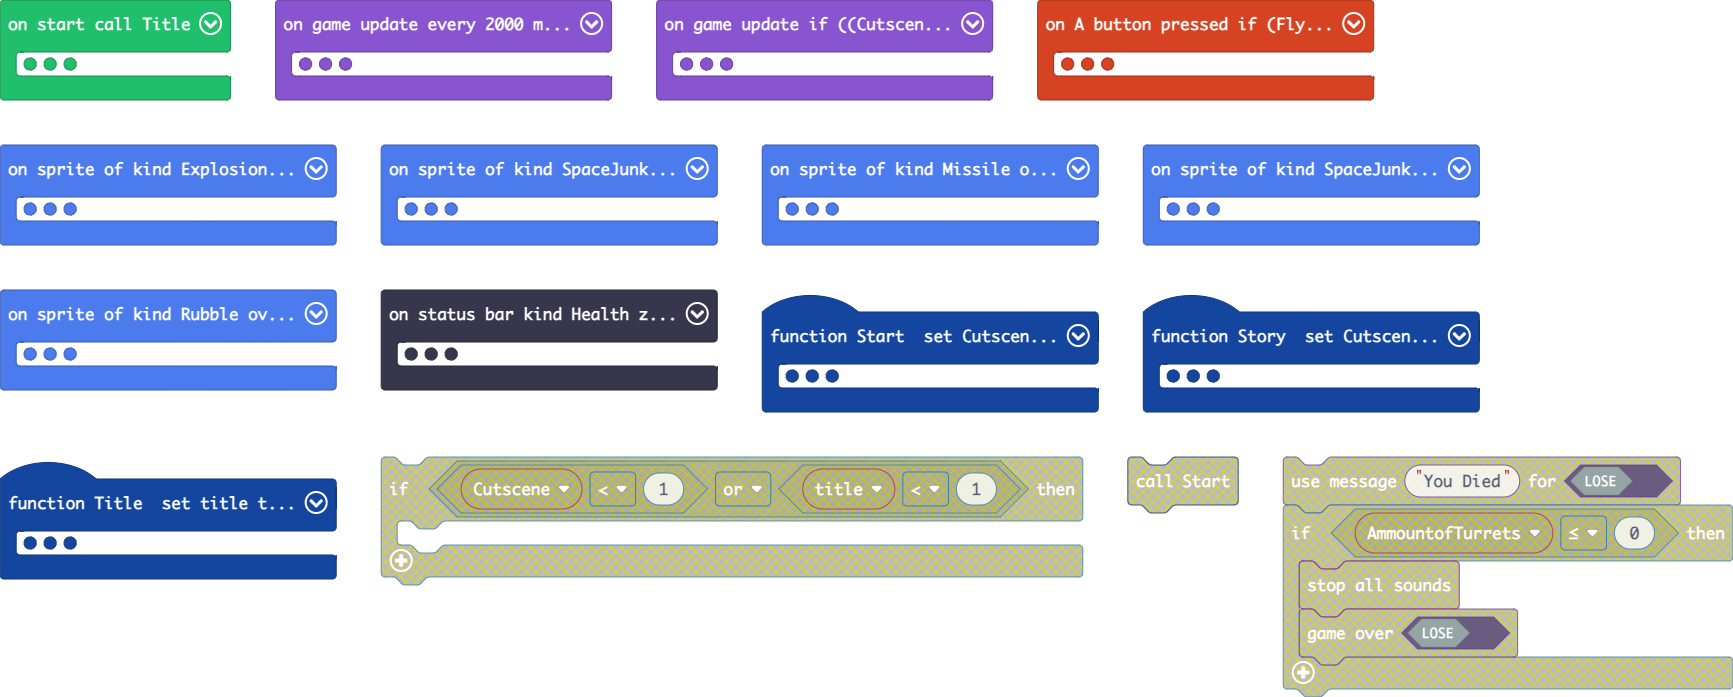 on start call Title
on game update every 2000 m...
on game update if ((Cutscen...
on A button pressed if (Fly...
on sprite of kind Explosion...
on sprite of kind SpaceJunk...
on sprite of kind Missile o...
on sprite of kind SpaceJunk...
on sprite of kind Rubble ov...
on status bar kind Health z...
function Start set Cutscen...
function Story set Cutscen...
function Title set title t...
if Cutscene < 1 or title < 1 then
call Start
use message "You Died" for LOSE
if AmmountofTurrets ≤ 0 then
stop all sounds
game over LOSE